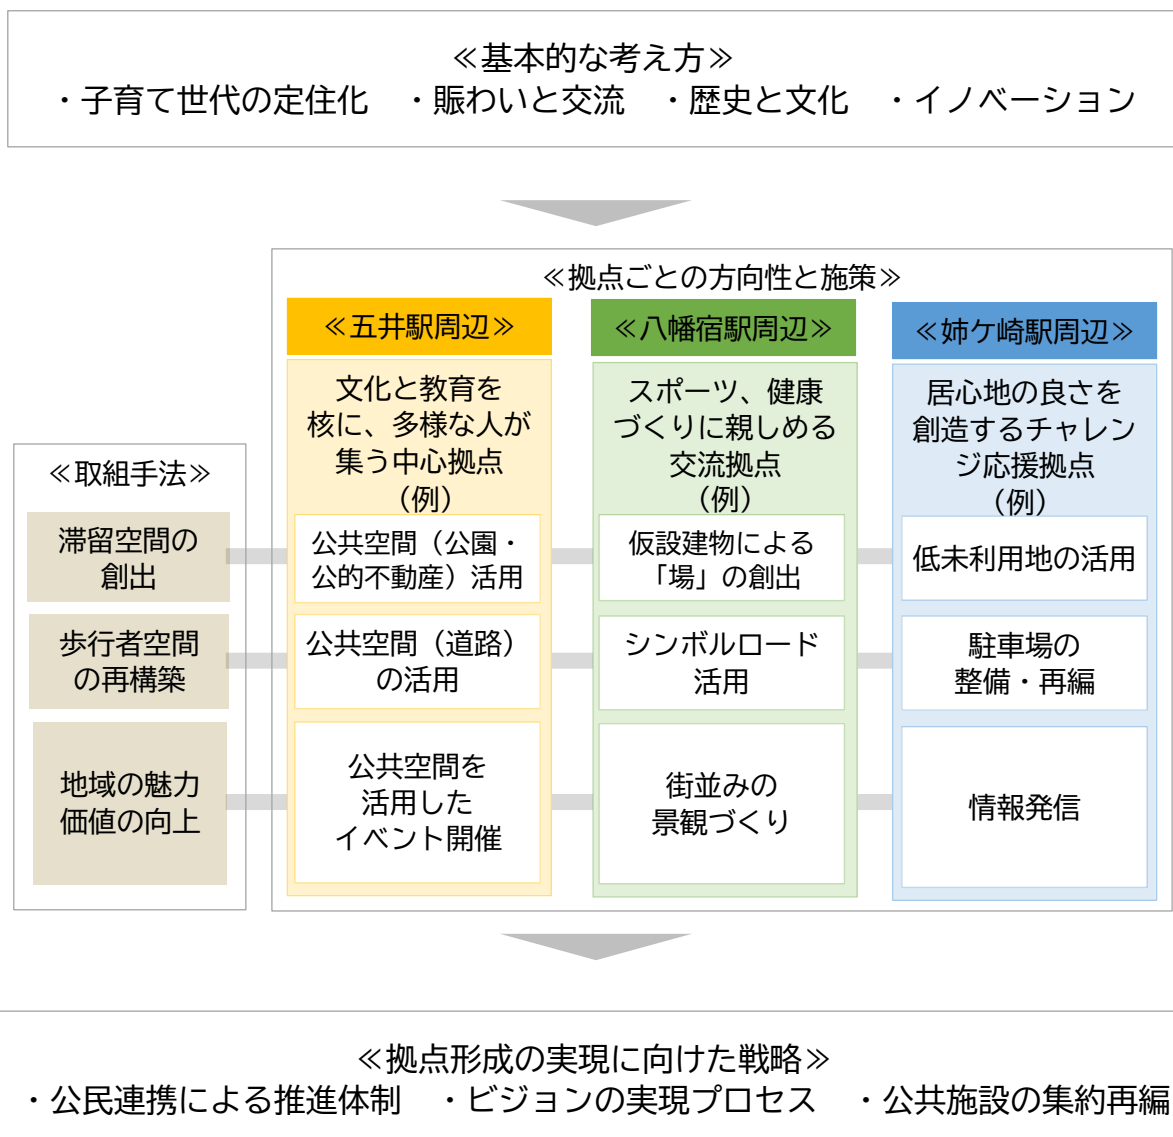 ≪基本的な考え方≫
・子育て世代の定住化　・賑わいと交流　・歴史と文化　・イノベーション
≪拠点ごとの方向性と施策≫
≪五井駅周辺≫
文化と教育を
核に、多様な人が
集う中心拠点
（例）
≪八幡宿駅周辺≫
スポーツ、健康
づくりに親しめる
交流拠点
（例）
≪姉ケ崎駅周辺≫
居心地の良さを
創造するチャレン
ジ応援拠点
（例）
≪取組手法≫
滞留空間の
創出
公共空間（公園・
公的不動産）活用
仮設建物による
「場」の創出
低未利用地の活用
歩行者空間
の再構築
公共空間（道路）
の活用
シンボルロード
活用
駐車場の
整備・再編
地域の魅力
価値の向上
公共空間を
活用した
イベント開催
街並みの
景観づくり
情報発信
≪拠点形成の実現に向けた戦略≫
・公民連携による推進体制　・ビジョンの実現プロセス　・公共施設の集約再編